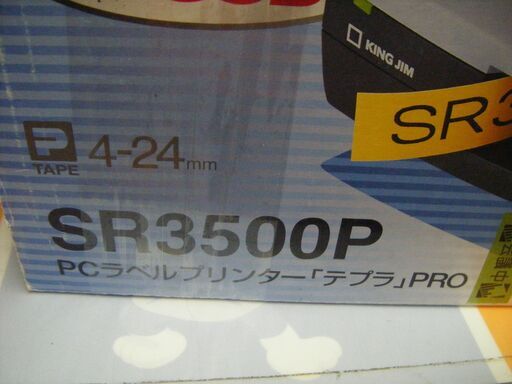 KING JIM
SR3
P
TAPE
4-24mm
SR3500P
PCラベルプリンター「テプラ」PRO